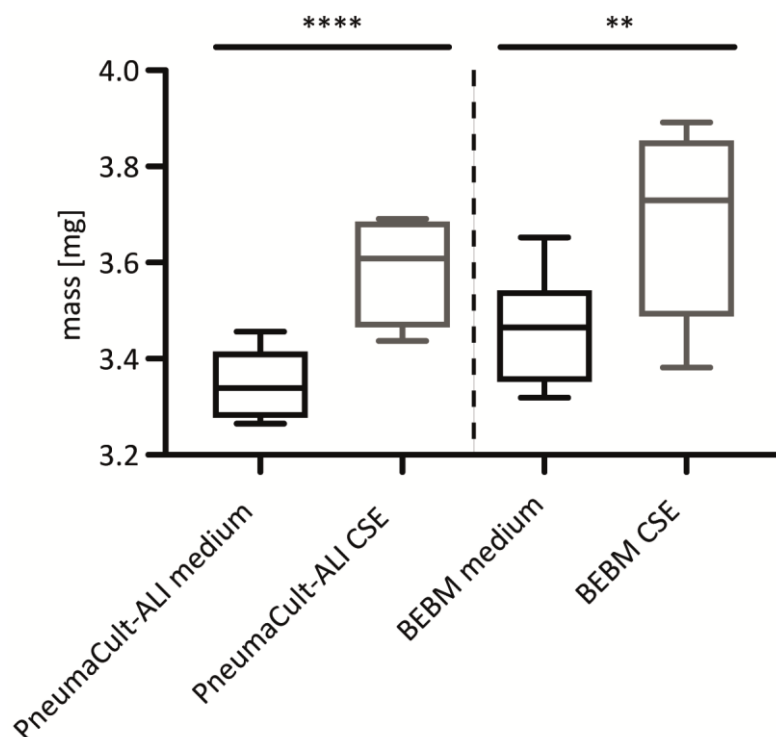 **** **
4.0
3.8
3.6
3.4
3.2
mass [mg]
PneumaCult-ALI medium
PneumaCult-ALI CSE
BEBM medium
BEBM CSE